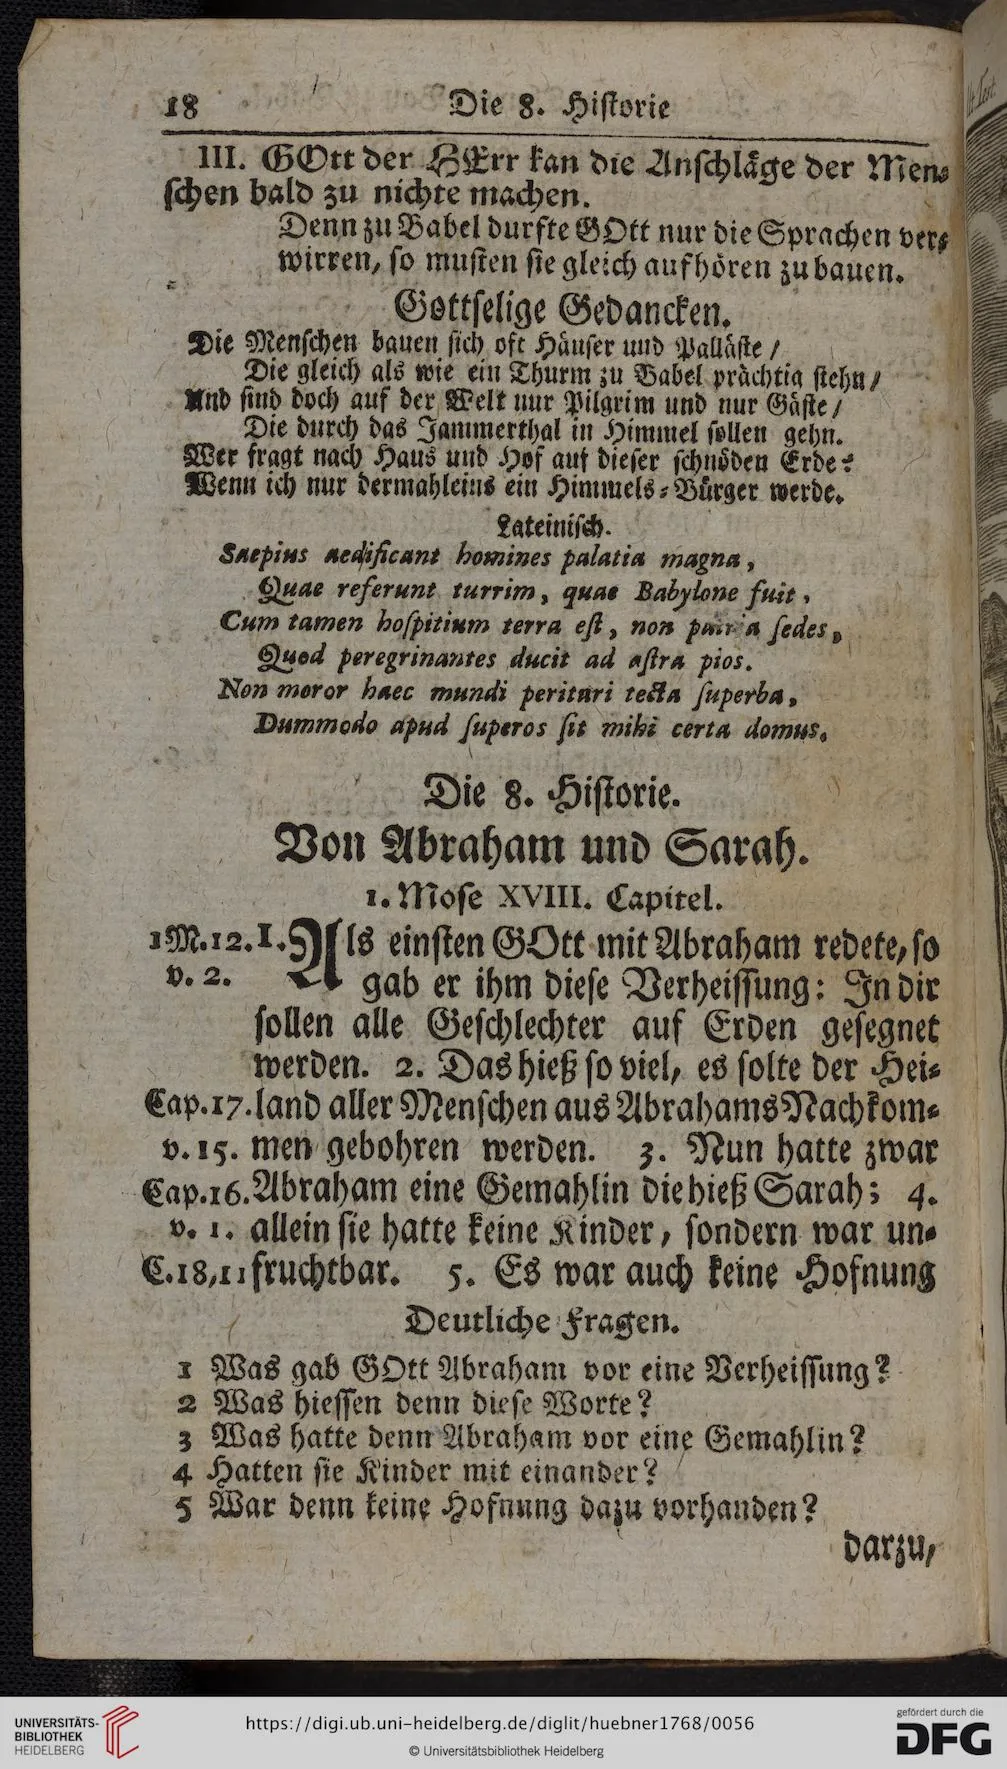 18 Die 8. Historie
III. GOtt der HErr kan die Anschläge der Men-
schen bald zu nichte machen.
Denn zu Babel durfte GOtt nur die Sprachen ver-
wirren, so musten sie gleich aufhören zu bauen.
Gottselige Gedancken.
Die Menschen bauen sich oft Häuser und Palläste /
Die gleich als wie ein Thurm zu Babel prächtig stehn /
Und sind doch auf der Welt nur Pilgrim und nur Gäste /
Die durch das Jammerthal in Himmel sollen gehn.
Wer fragt nach Haus und Hof auf dieser schnöden Erde?
Wenn ich nur dermahleins ein Himmels-Bürger werde.
Lateinisch.
Saepius aedificant homines palatia magna,
Quae referunt turrim, quae Babylone fuit,
Cum tamen hoſpitium terra eſt, non patria ſedes,
Quod peregrinantes ducit ad aſtra pios.
Non moror haec mundi perituri tecta ſuperba,
Dummodo apud ſuperos ſit mihi certa domus.
Die 8. Historie.
Von Abraham und Sarah.
1. Mose XVIII. Capitel.
1 M. 12. I. Als einsten GOtt mit Abraham redete, so
v. 2. gab er ihm diese Verheissung: In dir
sollen alle Geschlechter auf Erden gesegnet
werden. 2. Das hieß so viel, es solte der Hei-
Cap. 17. land aller Menschen aus Abrahams Nachkom-
v. 15. men gebohren werden. 3. Nun hatte zwar
Cap. 16. Abraham eine Gemahlin die hieß Sarah; 4.
v. 1. allein sie hatte keine Kinder, sondern war un-
C. 18, 11 fruchtbar. 5. Es war auch keine Hofnung
Deutliche Fragen.
1 Was gab GOtt Abraham vor eine Verheissung?
2 Was hiessen denn diese Worte?
3 Was hatte denn Abraham vor eine Gemahlin?
4 Hatten sie Kinder mit einander?
5 War denn keine Hofnung dazu vorhanden?
darzu,
UNIVERSITÄTS-
BIBLIOTHEK
HEIDELBERG
https://digi.ub.uni-heidelberg.de/diglit/huebner1768/0056
© Universitätsbibliothek Heidelberg
gefördert durch die
DFG